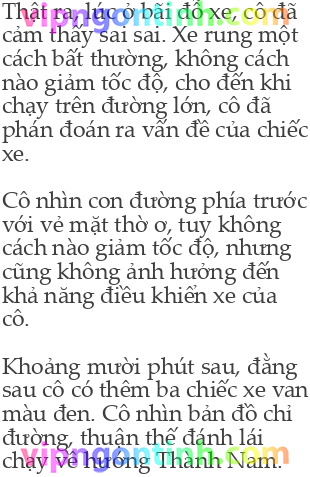 Thật ra, lúc ở bãi đỗ xe, cô đã
vipngontinh.com
cảm thấy sai sai. Xe rung một
cách bất thường, không cách
nào giảm tốc độ, cho đến khi
chạy trên đường lớn, cô đã
phán đoán ra vấn đề của chiếc
xe.
Cô nhìn con đường phía trước
với vẻ mặt thờ ơ, tuy không
cách nào giảm tốc độ, nhưng
cũng không ảnh hưởng đến
khả năng điều khiển xe của
cô.
Khoảng mười phút sau, đằng
sau cô có thêm ba chiếc xe van
màu đen. Cô nhìn bản đồ chỉ
đường, thuận thế đánh lái
vipngontinh.com
chạy về hướng Thành Nam.